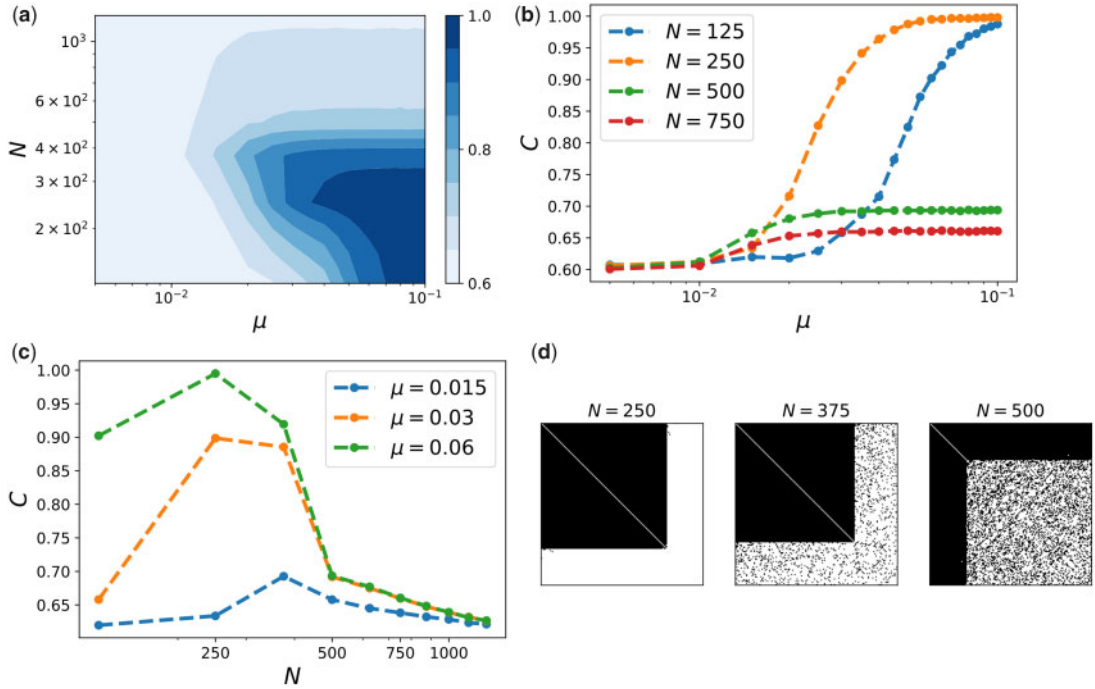 (a)
N
10³
6 × 10²
4 × 10²
3 × 10²
2 × 10²
10⁻²
10⁻¹
μ
1.0
0.8
0.6
(b)
C
1.00
0.95
0.90
0.85
0.80
0.75
0.70
0.65
0.60
N = 125
N = 250
N = 500
N = 750
10⁻²
10⁻¹
μ
(c)
C
1.00
0.95
0.90
0.85
0.80
0.75
0.70
0.65
μ = 0.015
μ = 0.03
μ = 0.06
250 500 750 1000
N
(d)
N = 250
N = 375
N = 500